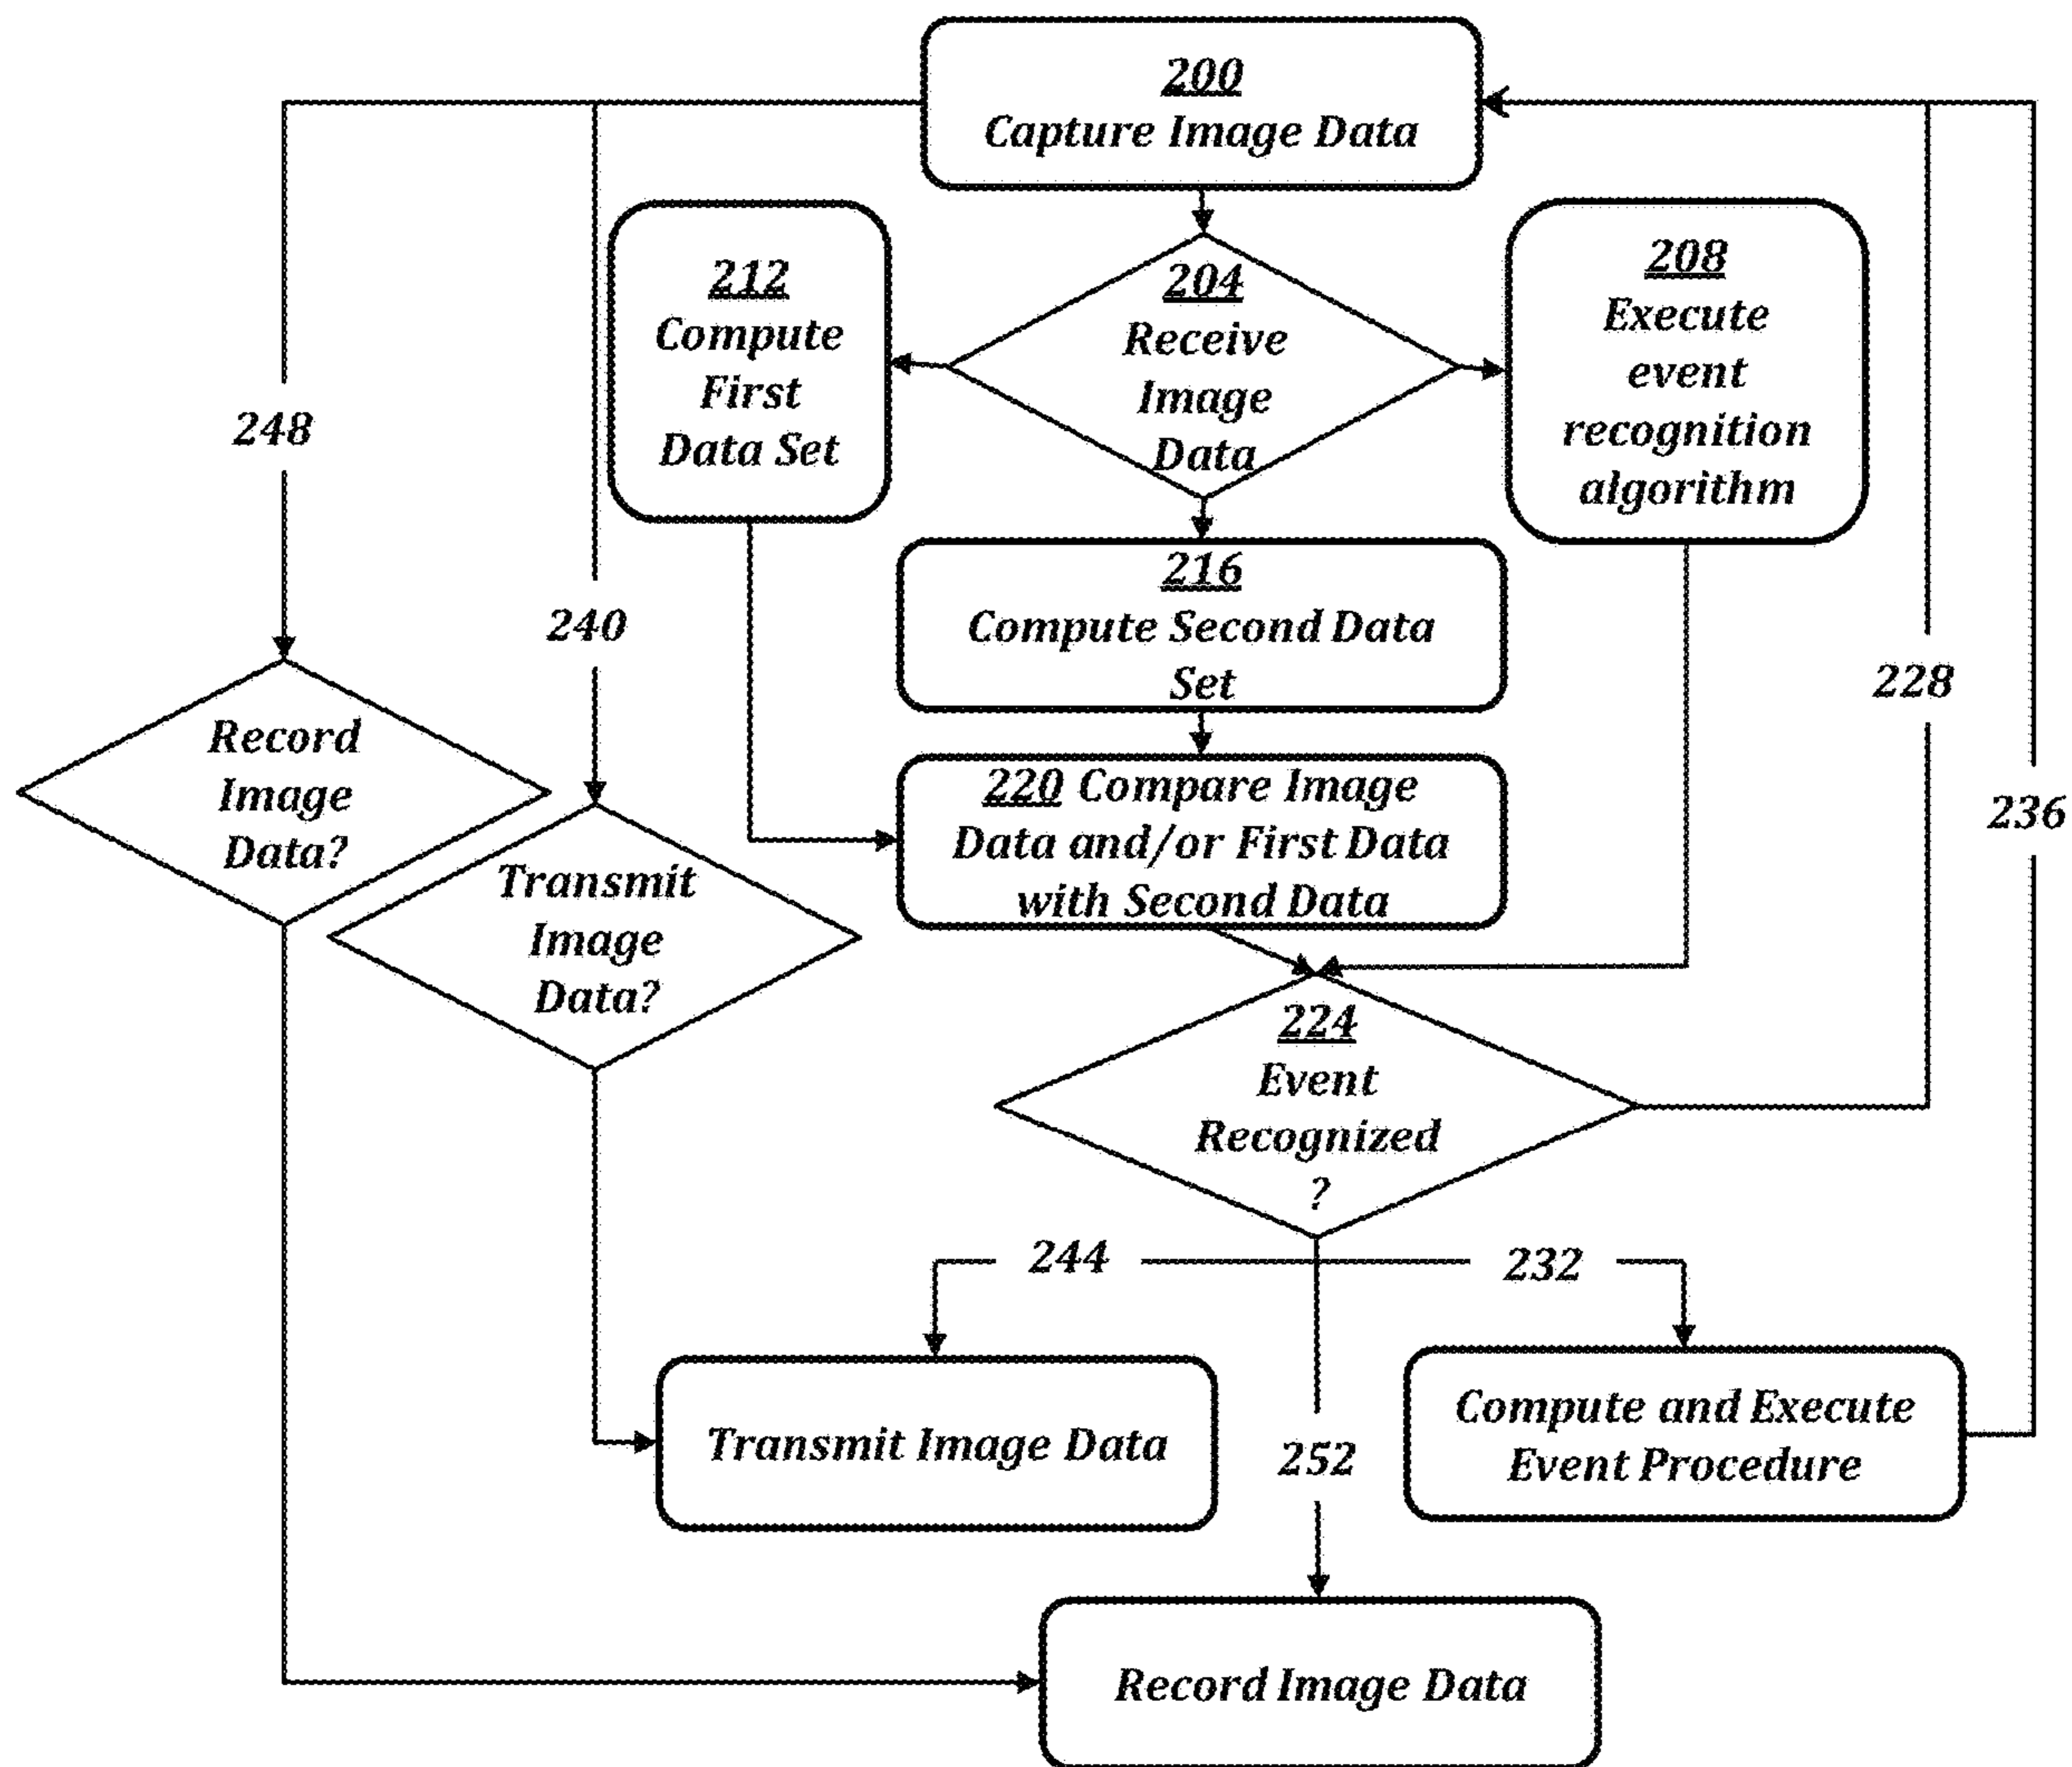 200
Capture Image Data
212
Compute
First
Data Set
204
Receive
Image
Data
208
Execute
event
recognition
algorithm
248
240
216
Compute Second Data
Set
228
236
Record
Image
Data?
220 Compare Image
Data and/or First Data
with Second Data
Transmit
Image
Data?
224
Event
Recognized
?
244
232
Transmit Image Data
252
Compute and Execute
Event Procedure
Record Image Data